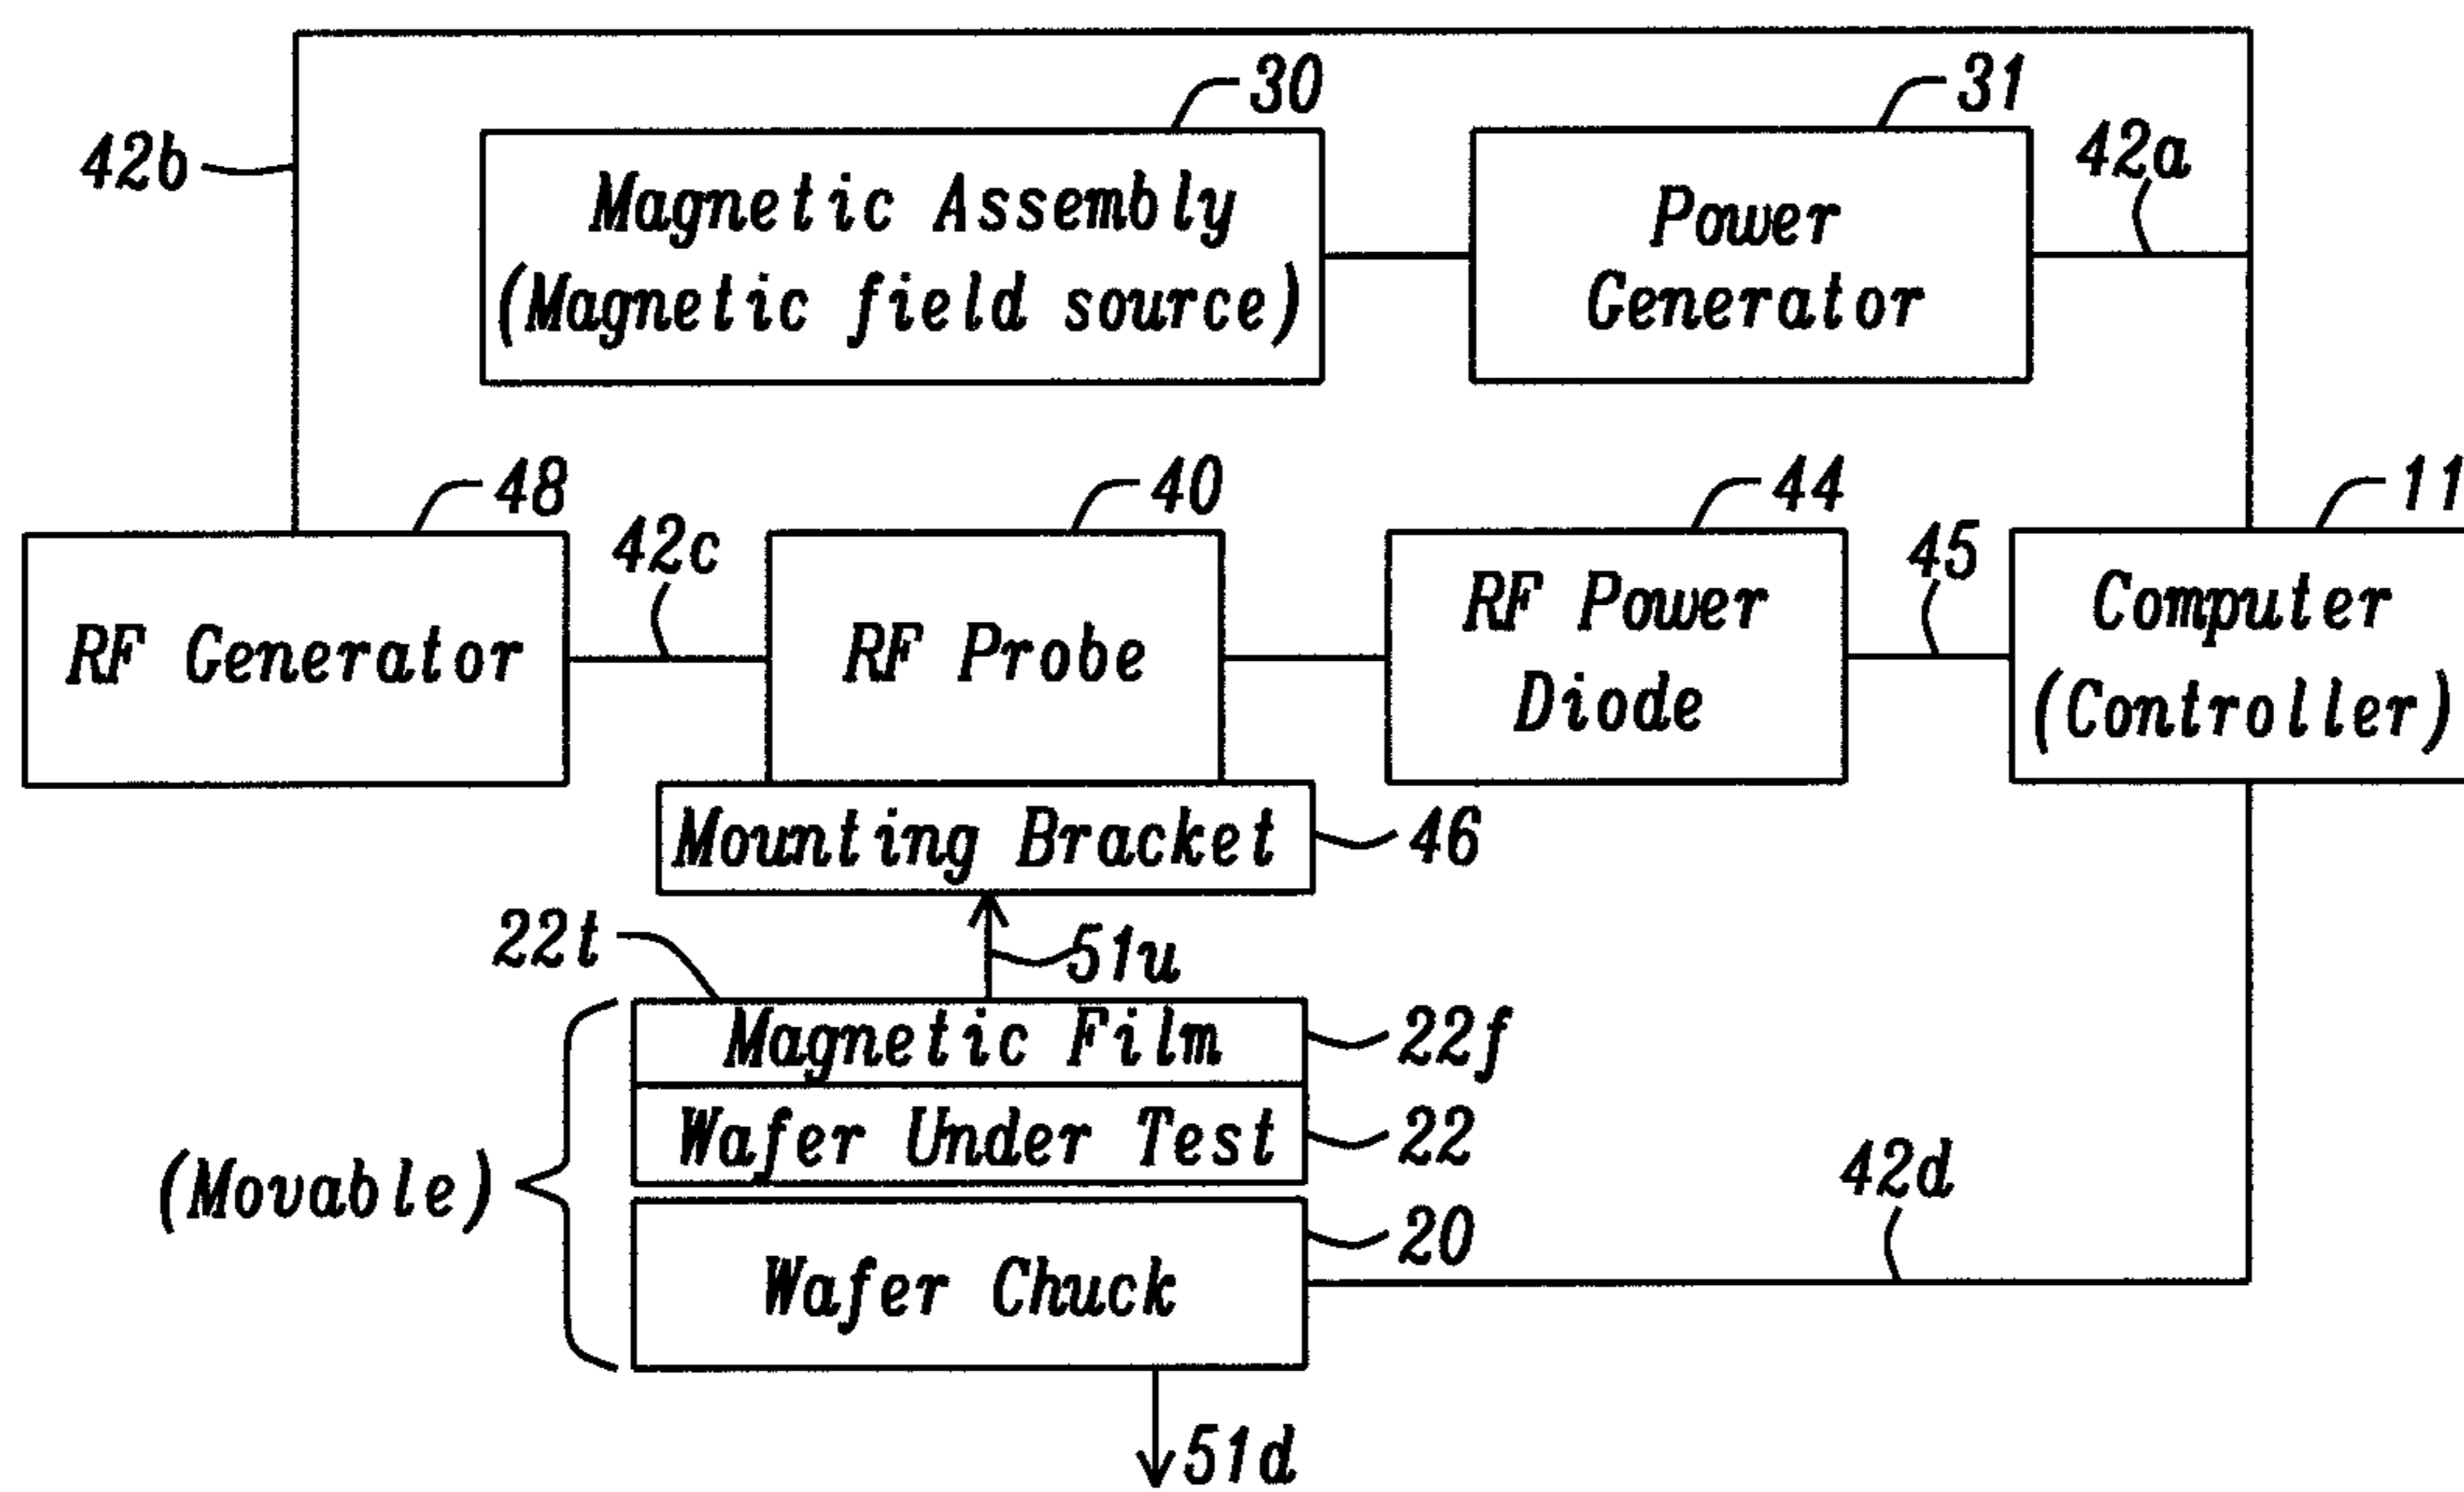 30
31
42b
42a
Magnetic Assembly
(Magnetic field source)
Power
Generator
48
40
44
11
42c
45
RF Generator
RF Probe
RF Power
Diode
Computer
(Controller)
Mounting Bracket
46
22t
51u
Magnetic Film
22f
Wafer Under Test
22
(Movable)
42d
20
Wafer Chuck
51d